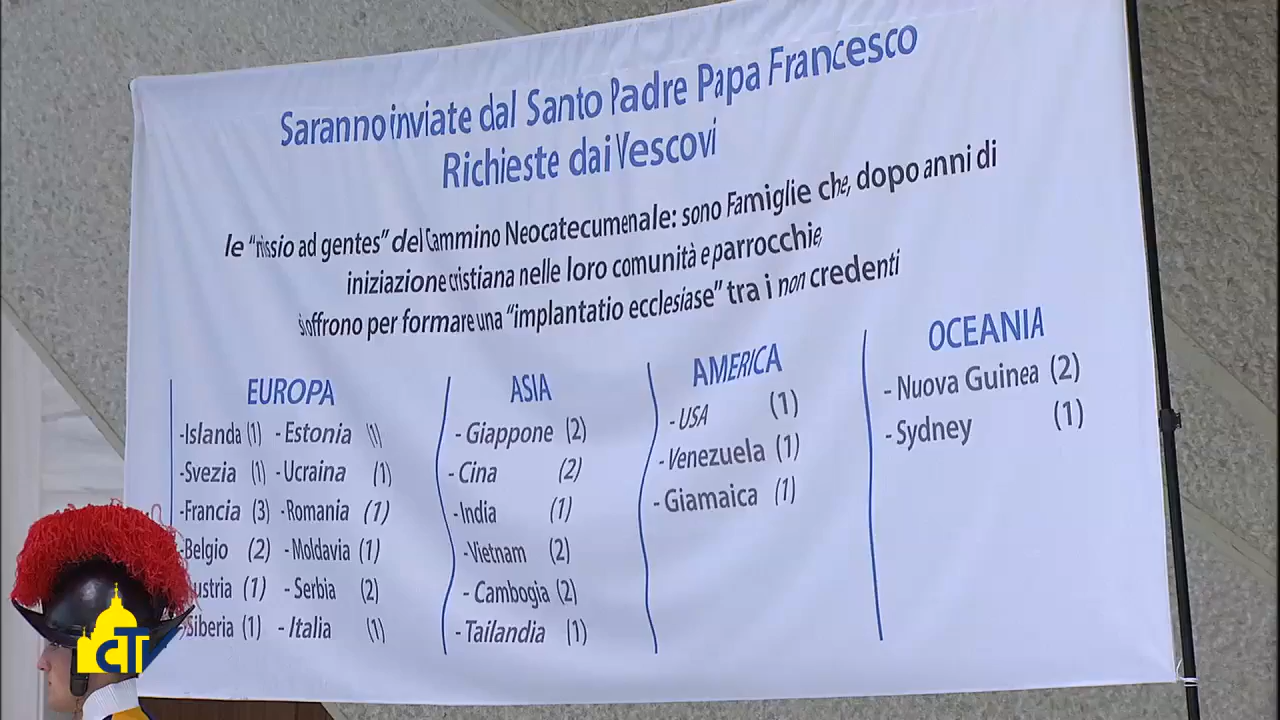 Saranno inviate dal Santo Padre Papa Francesco
Richieste dai Vescovi
le “missio ad gentes” del Cammino Neocatecumenale: sono Famiglie che, dopo anni di
iniziazione cristiana nelle loro comunità e parrocchie,
si offrono per formare una “implantatio ecclesiase” tra i non credenti
EUROPA
-Islanda (1) - Estonia (1)
-Svezia (1) - Ucraina (1)
-Francia (3) - Romania (1)
-Belgio (2) - Moldavia (1)
ustria (1) - Serbia (2)
-Siberia (1) - Italia (1)
ASIA
- Giappone (2)
- Cina (2)
- India (1)
- Vietnam (2)
- Cambogia (2)
- Tailandia (1)
AMERICA
- USA (1)
- Venezuela (1)
- Giamaica (1)
OCEANIA
- Nuova Guinea (2)
- Sydney (1)
CT